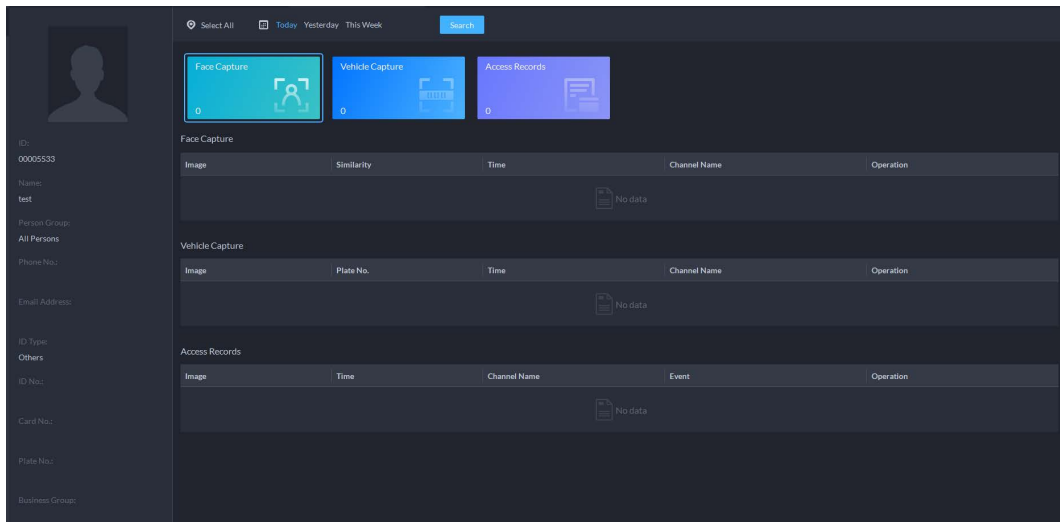 Select All Today Yesterday This Week Search
Face Capture Vehicle Capture Access Records
0 0 0
ID:
00005533
Name:
test
Person Group:
All Persons
Phone No.:
Email Address:
ID Type:
Others
ID No.:
Card No.:
Plate No.:
Business Group:
Face Capture
Image Similarity Time Channel Name Operation
No data
Vehicle Capture
Image Plate No. Time Channel Name Operation
No data
Access Records
Image Time Channel Name Event Operation
No data